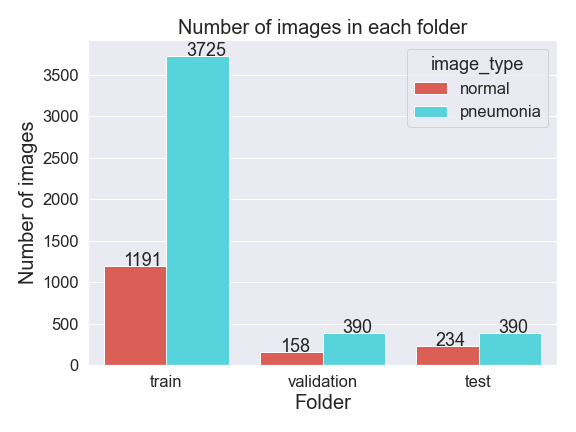 Number of images in each folder
image_type
normal
pneumonia
Number of images
3500
3000
2500
2000
1500
1000
500
0
3725
1191
158
390
234
390
train
validation
test
Folder